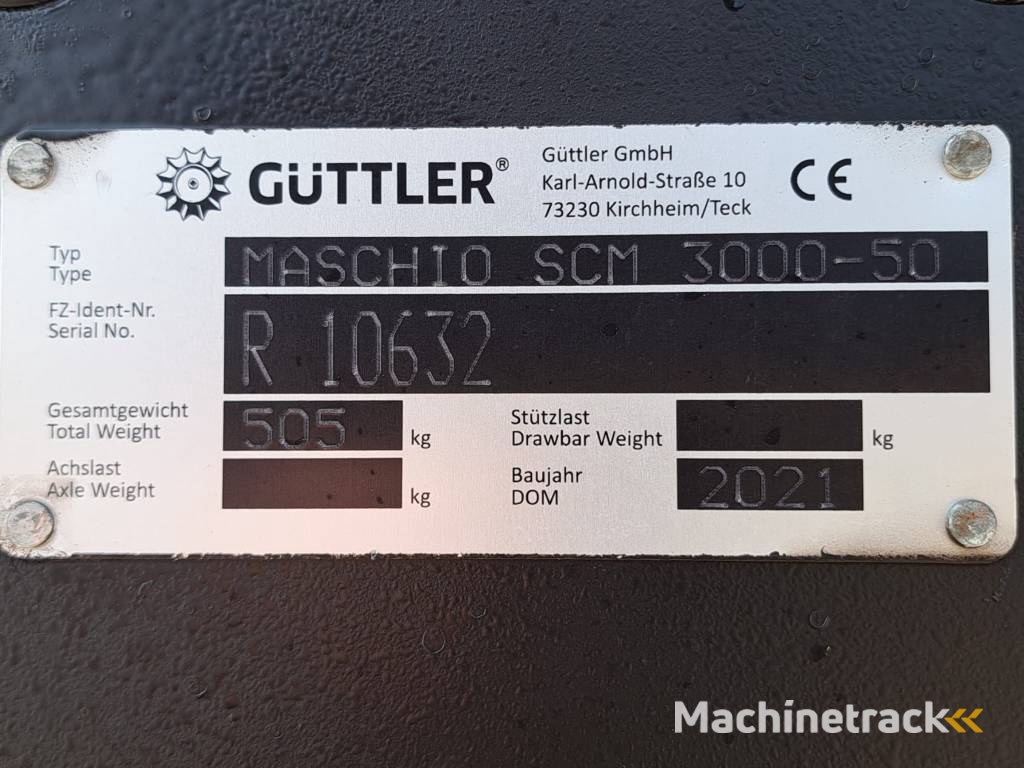 GÜTTLER®
Güttler GmbH
Karl-Arnold-Straße 10
73230 Kirchheim/Teck
CE
Typ
Type
MASCHIO SCM 3000-50
FZ-Ident-Nr.
Serial No.
R 10632
Gesamtgewicht
Total Weight
505 kg
Stützlast
Drawbar Weight
kg
Achslast
Axle Weight
kg
Baujahr
DOM
2021
Machinetrack